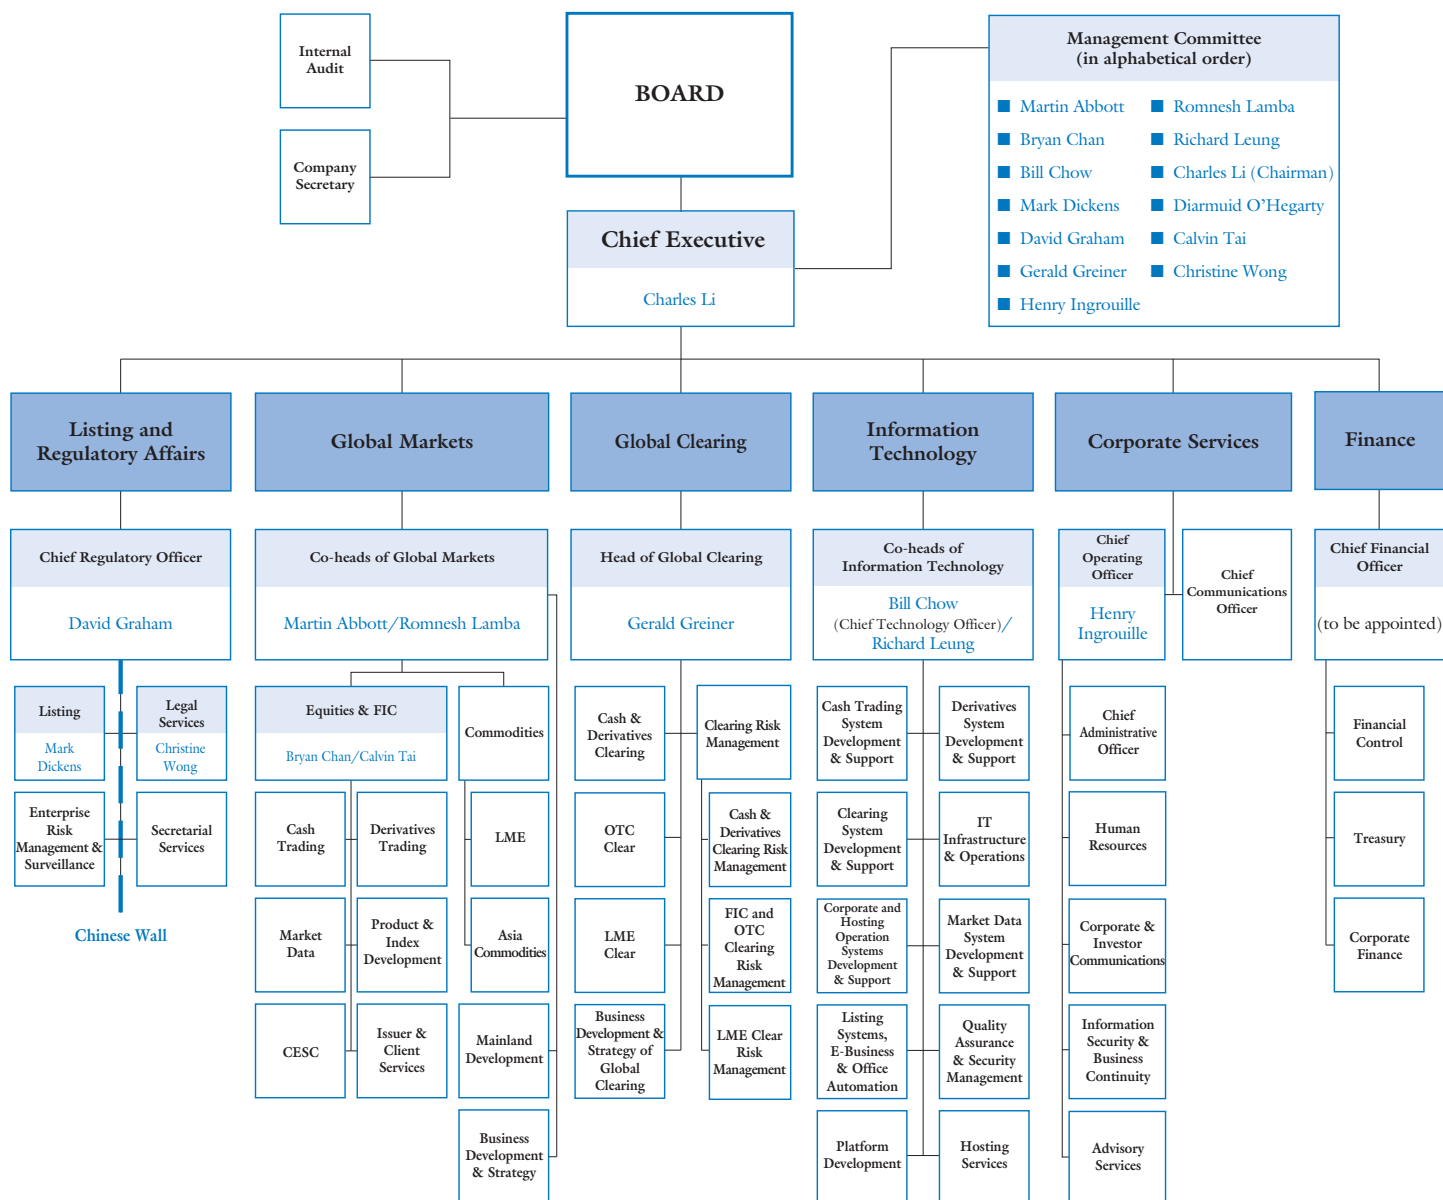 Internal
Audit
Company
Secretary
BOARD
Chief Executive
Charles Li
Management Committee
(in alphabetical order)
■ Martin Abbott
■ Bryan Chan
■ Bill Chow
■ Mark Dickens
■ David Graham
■ Gerald Greiner
■ Henry Ingrouille
■ Romnesh Lamba
■ Richard Leung
■ Charles Li (Chairman)
■ Diarmuid O’Hegarty
■ Calvin Tai
■ Christine Wong
Listing and
Regulatory Affairs
Global Markets
Global Clearing
Information
Technology
Corporate Services
Finance
Chief Regulatory Officer
David Graham
Co-heads of Global Markets
Martin Abbott/Romnesh Lamba
Head of Global Clearing
Gerald Greiner
Co-heads of
Information Technology
Bill Chow
(Chief Technology Officer)/
Richard Leung
Chief
Operating
Officer
Henry
Ingrouille
Chief
Communications
Officer
Chief Financial
Officer
(to be appointed)
Listing
Mark
Dickens
Legal
Services
Christine
Wong
Enterprise
Risk
Management &
Surveillance
Secretarial
Services
Chinese Wall
Equities & FIC
Bryan Chan/Calvin Tai
Commodities
Cash
Trading
Derivatives
Trading
LME
Market
Data
Product &
Index
Development
Asia
Commodities
CESC
Issuer &
Client
Services
Mainland
Development
Business
Development
& Strategy
Cash &
Derivatives
Clearing
Clearing Risk
Management
OTC
Clear
Cash &
Derivatives
Clearing Risk
Management
LME
Clear
FIC and
OTC
Clearing
Risk
Management
Business
Development &
Strategy of
Global
Clearing
LME Clear
Risk
Management
Cash Trading
System
Development
& Support
Derivatives
System
Development
& Support
Clearing
System
Development
& Support
IT
Infrastructure
& Operations
Corporate and
Hosting
Operation
Systems
Development
& Support
Market Data
System
Development
& Support
Listing
Systems,
E-Business
& Office
Automation
Quality
Assurance
& Security
Management
Platform
Development
Hosting
Services
Chief
Administrative
Officer
Human
Resources
Corporate &
Investor
Communications
Information
Security &
Business
Continuity
Advisory
Services
Financial
Control
Treasury
Corporate
Finance